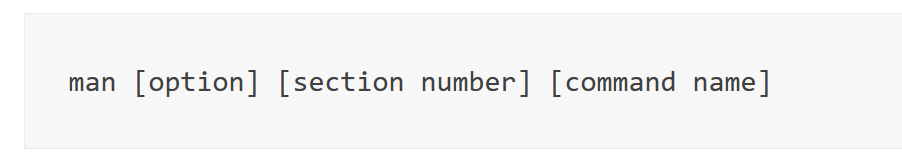 man [option] [section number] [command name]